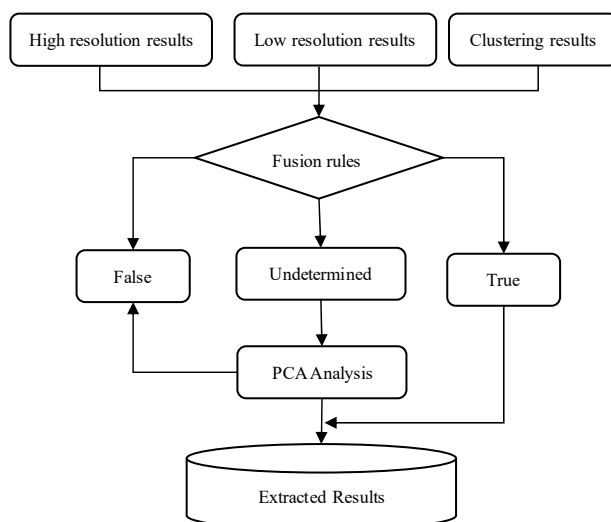 High resolution results
Low resolution results
Clustering results
Fusion rules
False
Undetermined
True
PCA Analysis
Extracted Results